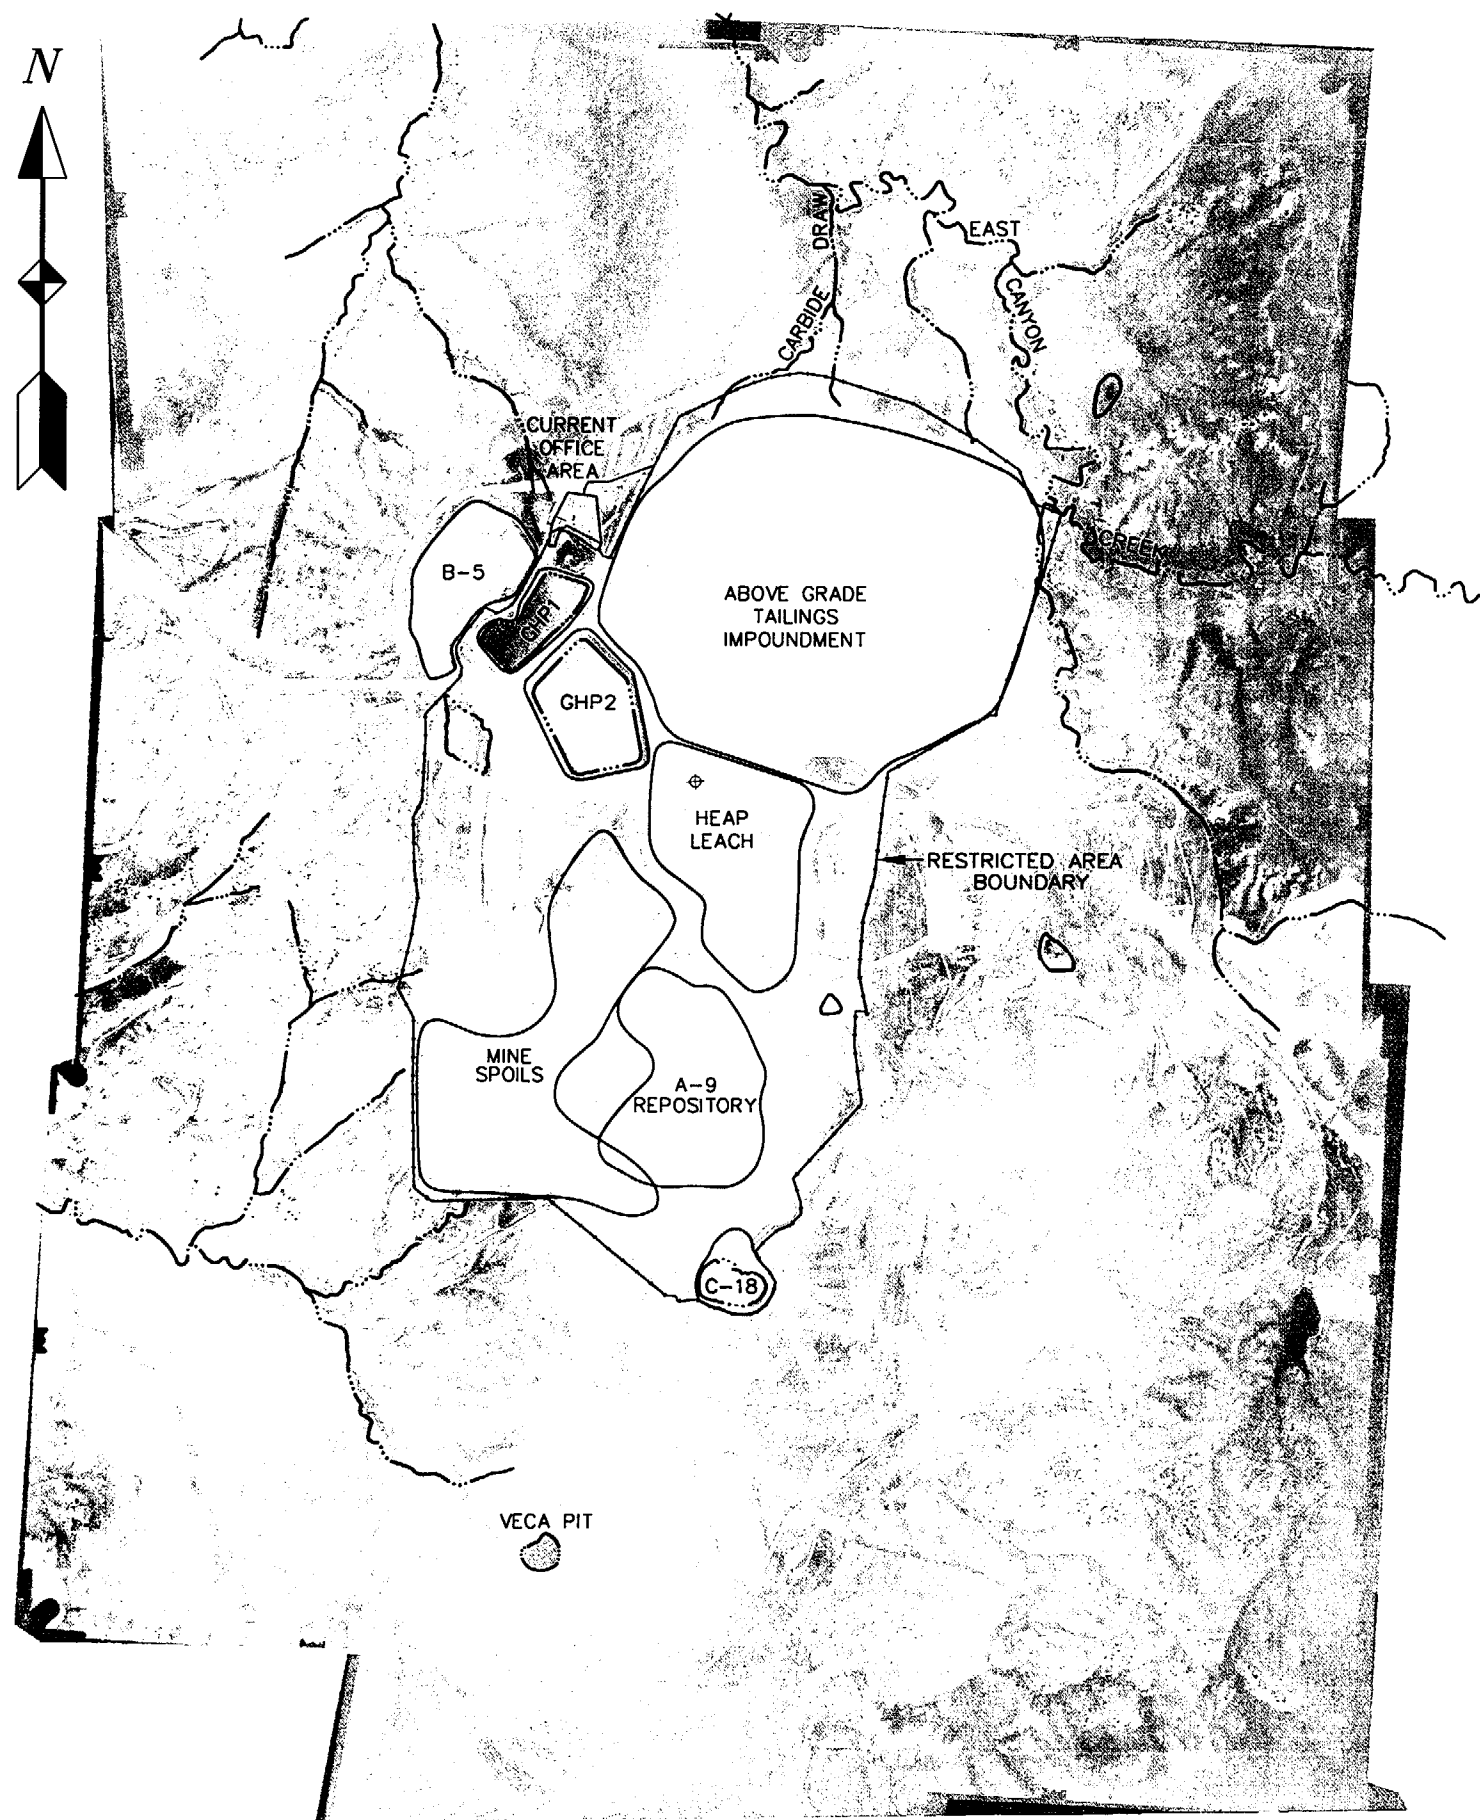 N
DRAW
EAST
CARBIDE
CANYON
CURRENT
OFFICE
AREA
CREEK
B-5
GHP1
ABOVE GRADE
TAILINGS
IMPOUNDMENT
GHP2
HEAP
LEACH
RESTRICTED AREA
BOUNDARY
MINE
SPOILS
A-9
REPOSITORY
C-18
VECA PIT